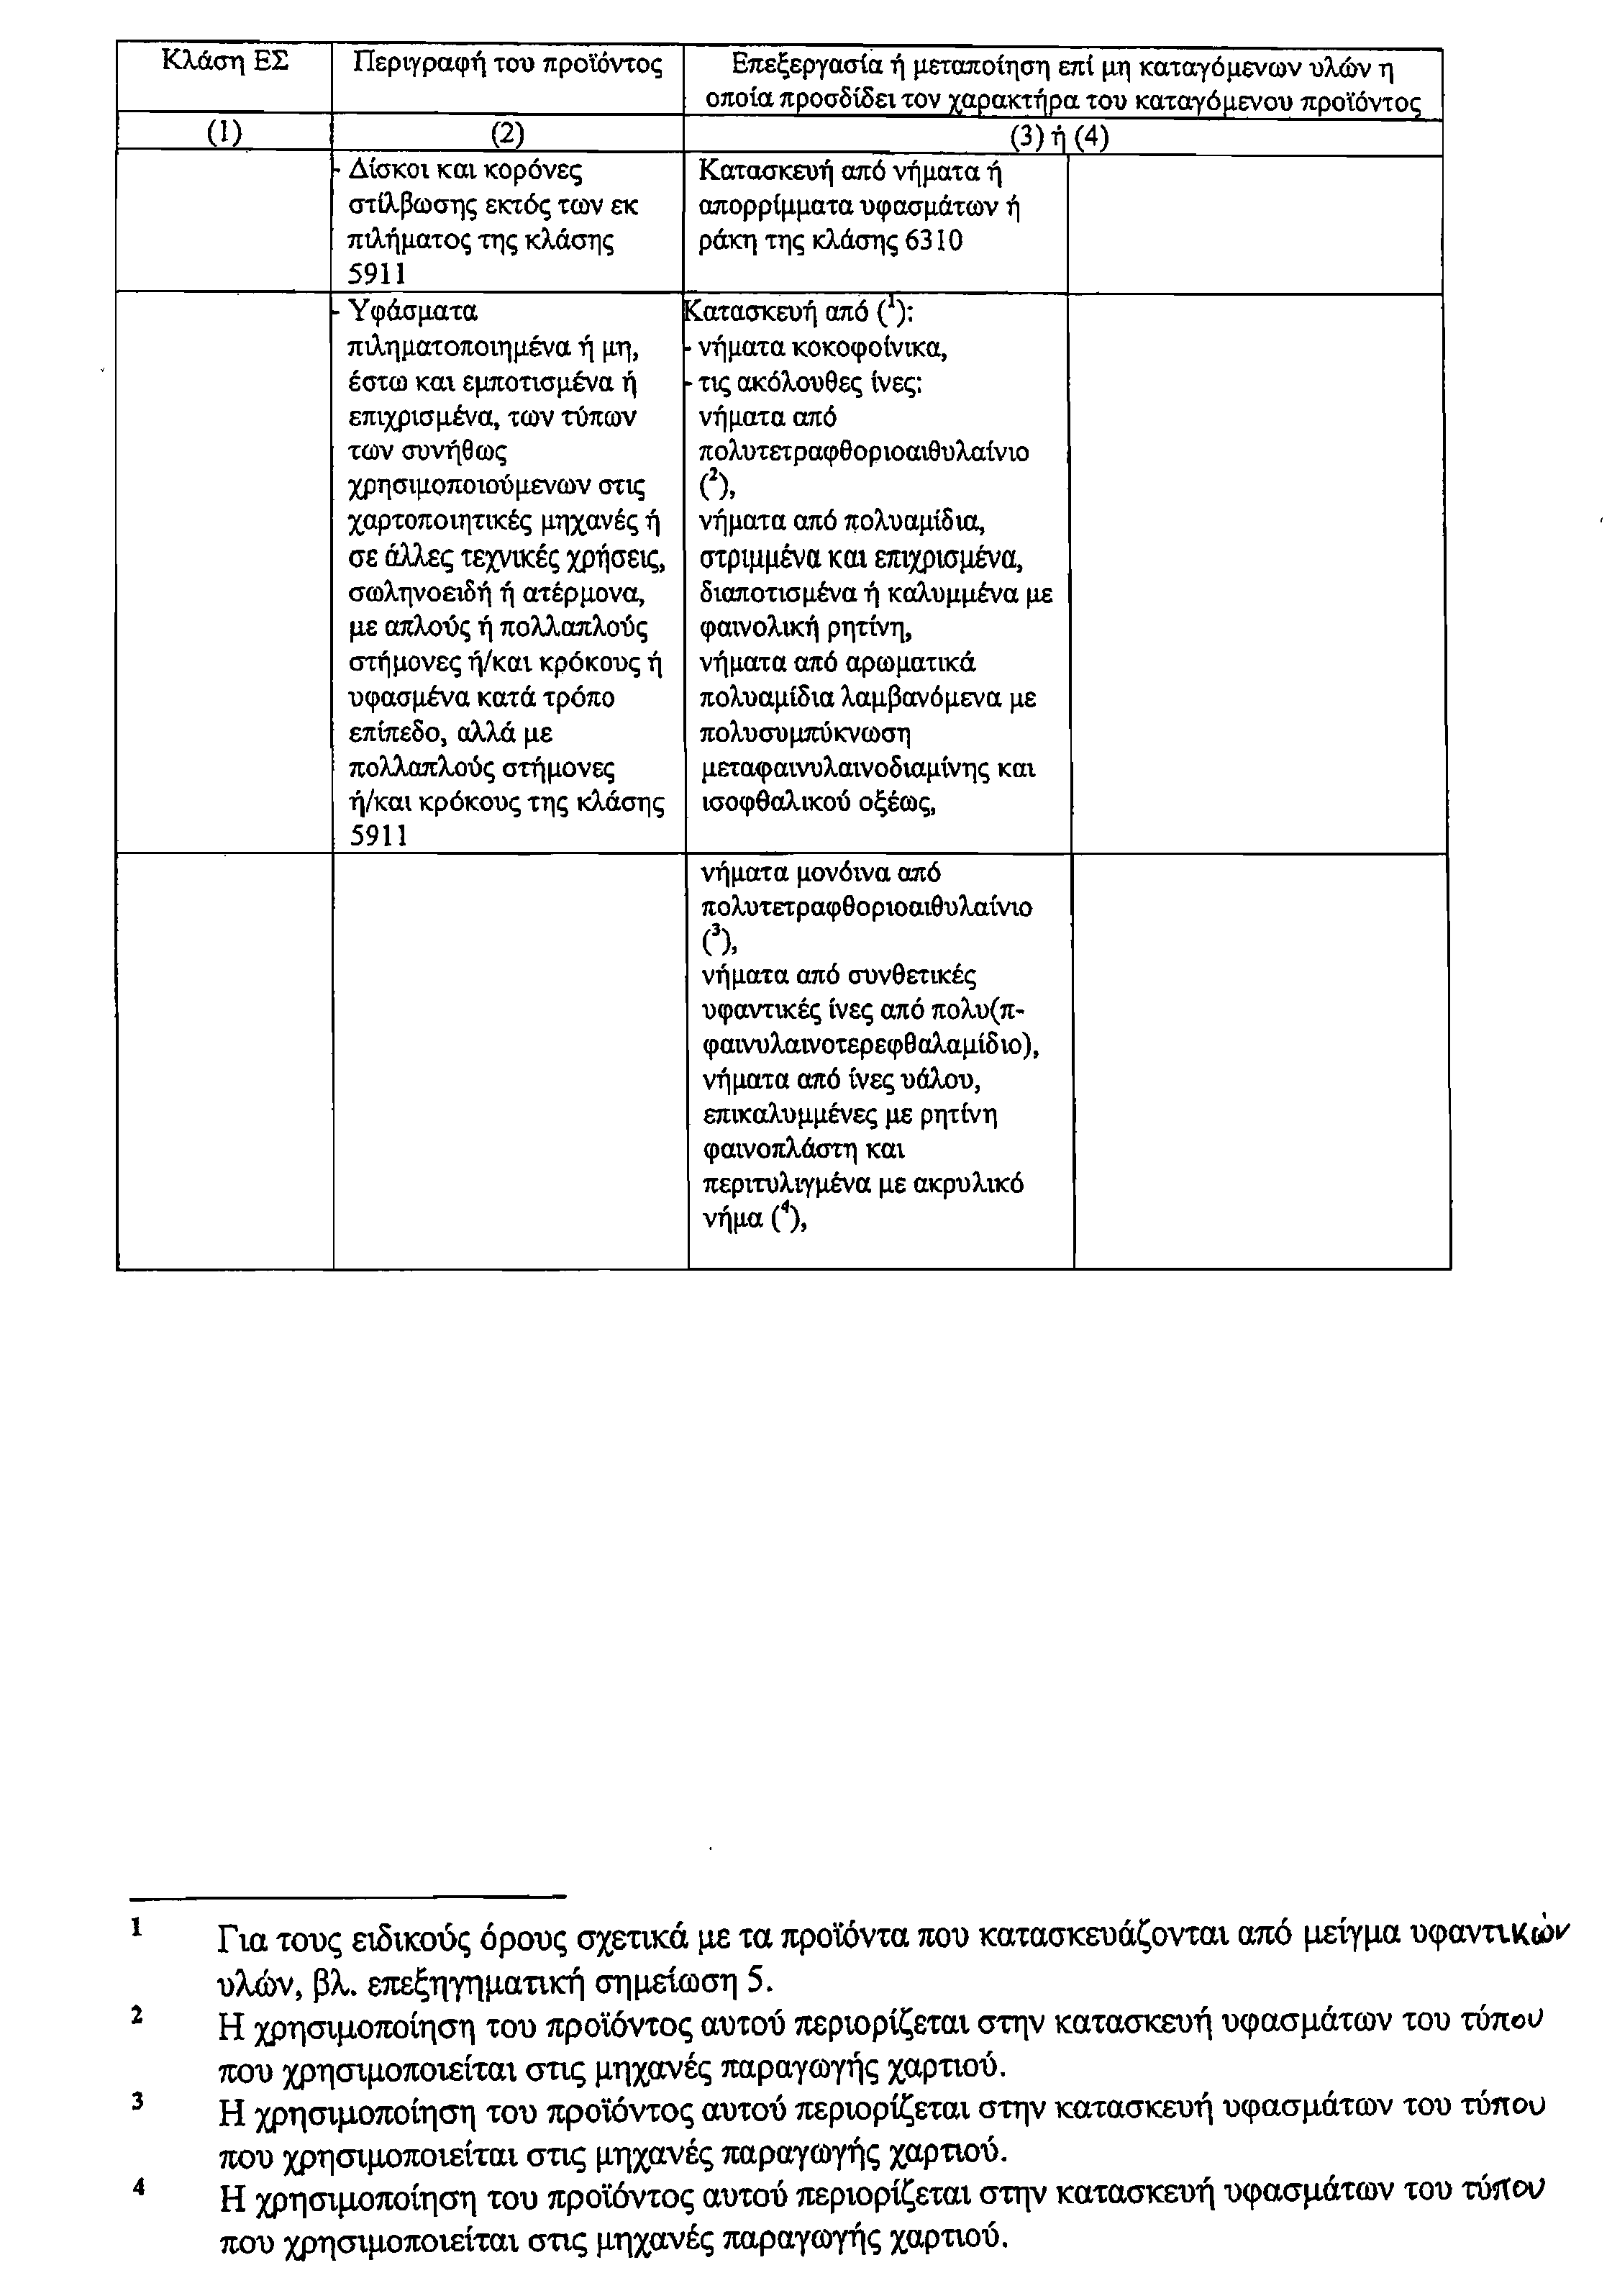 Κλάση ΕΣ
Περιγραφή του προϊόντος
Επεξεργασία ή μεταποίηση επί μη καταγόμενων υλών η
οποία προσδίδει τον χαρακτήρα του καταγόμενου προϊόντος
(1)
(2)
(3) ή (4)
- Δίσκοι και κορόνες
στίλβωσης εκτός των εκ
πιλήματος της κλάσης
5911
Κατασκευή από νήματα ή
απορρίμματα υφασμάτων ή
ράκη της κλάσης 6310
- Υφάσματα
πιληματοποιημένα ή μη,
έστω και εμποτισμένα ή
επιχρισμένα, των τύπων
των συνήθως
χρησιμοποιούμενων στις
χαρτοποιητικές μηχανές ή
σε άλλες τεχνικές χρήσεις,
σωληνοειδή ή ατέρμονα,
με απλούς ή πολλαπλούς
στήμονες ή/και κρόκους ή
υφασμένα κατά τρόπο
επίπεδο, αλλά με
πολλαπλούς στήμονες
ή/και κρόκους της κλάσης
5911
Κατασκευή από (¹):
- νήματα κοκοφοίνικα,
- τις ακόλουθες ίνες:
νήματα από
πολυτετραφθοριοαιθυλαίνιο
(²),
νήματα από πολυαμίδια,
στριμμένα και επιχρισμένα,
διαποτισμένα ή καλυμμένα με
φαινολική ρητίνη,
νήματα από αρωματικά
πολυαμίδια λαμβανόμενα με
πολυσυμπύκνωση
μεταφαινυλαινοδιαμίνης και
ισοφθαλικού οξέως,
νήματα μονόινα από
πολυτετραφθοριοαιθυλαίνιο
(³),
νήματα από συνθετικές
υφαντικές ίνες από πολυ(π-
φαινυλαινοτερεφθαλαμίδιο),
νήματα από ίνες υάλου,
επικαλυμμένες με ρητίνη
φαινοπλάστη και
περιτυλιγμένα με ακρυλικό
νήμα (⁴),
1 Για τους ειδικούς όρους σχετικά με τα προϊόντα που κατασκευάζονται από μείγμα υφαντικών
υλών, βλ. επεξηγηματική σημείωση 5.
2 Η χρησιμοποίηση του προϊόντος αυτού περιορίζεται στην κατασκευή υφασμάτων του τύπου
που χρησιμοποιείται στις μηχανές παραγωγής χαρτιού.
3 Η χρησιμοποίηση του προϊόντος αυτού περιορίζεται στην κατασκευή υφασμάτων του τύπου
που χρησιμοποιείται στις μηχανές παραγωγής χαρτιού.
4 Η χρησιμοποίηση του προϊόντος αυτού περιορίζεται στην κατασκευή υφασμάτων του τύπου
που χρησιμοποιείται στις μηχανές παραγωγής χαρτιού.